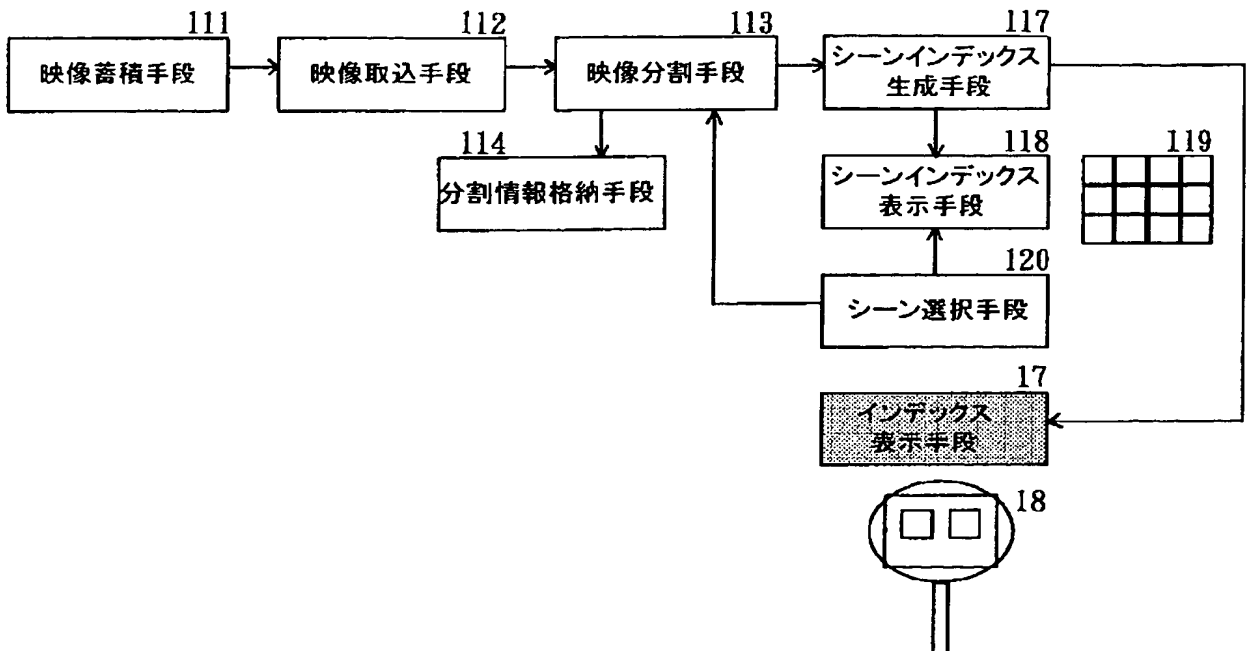 111
映像蓄積手段
112
映像取込手段
113
映像分割手段
117
シーンインデックス
生成手段
114
分割情報格納手段
118
シーンインデックス
表示手段
119
120
シーン選択手段
17
インデックス
表示手段
18